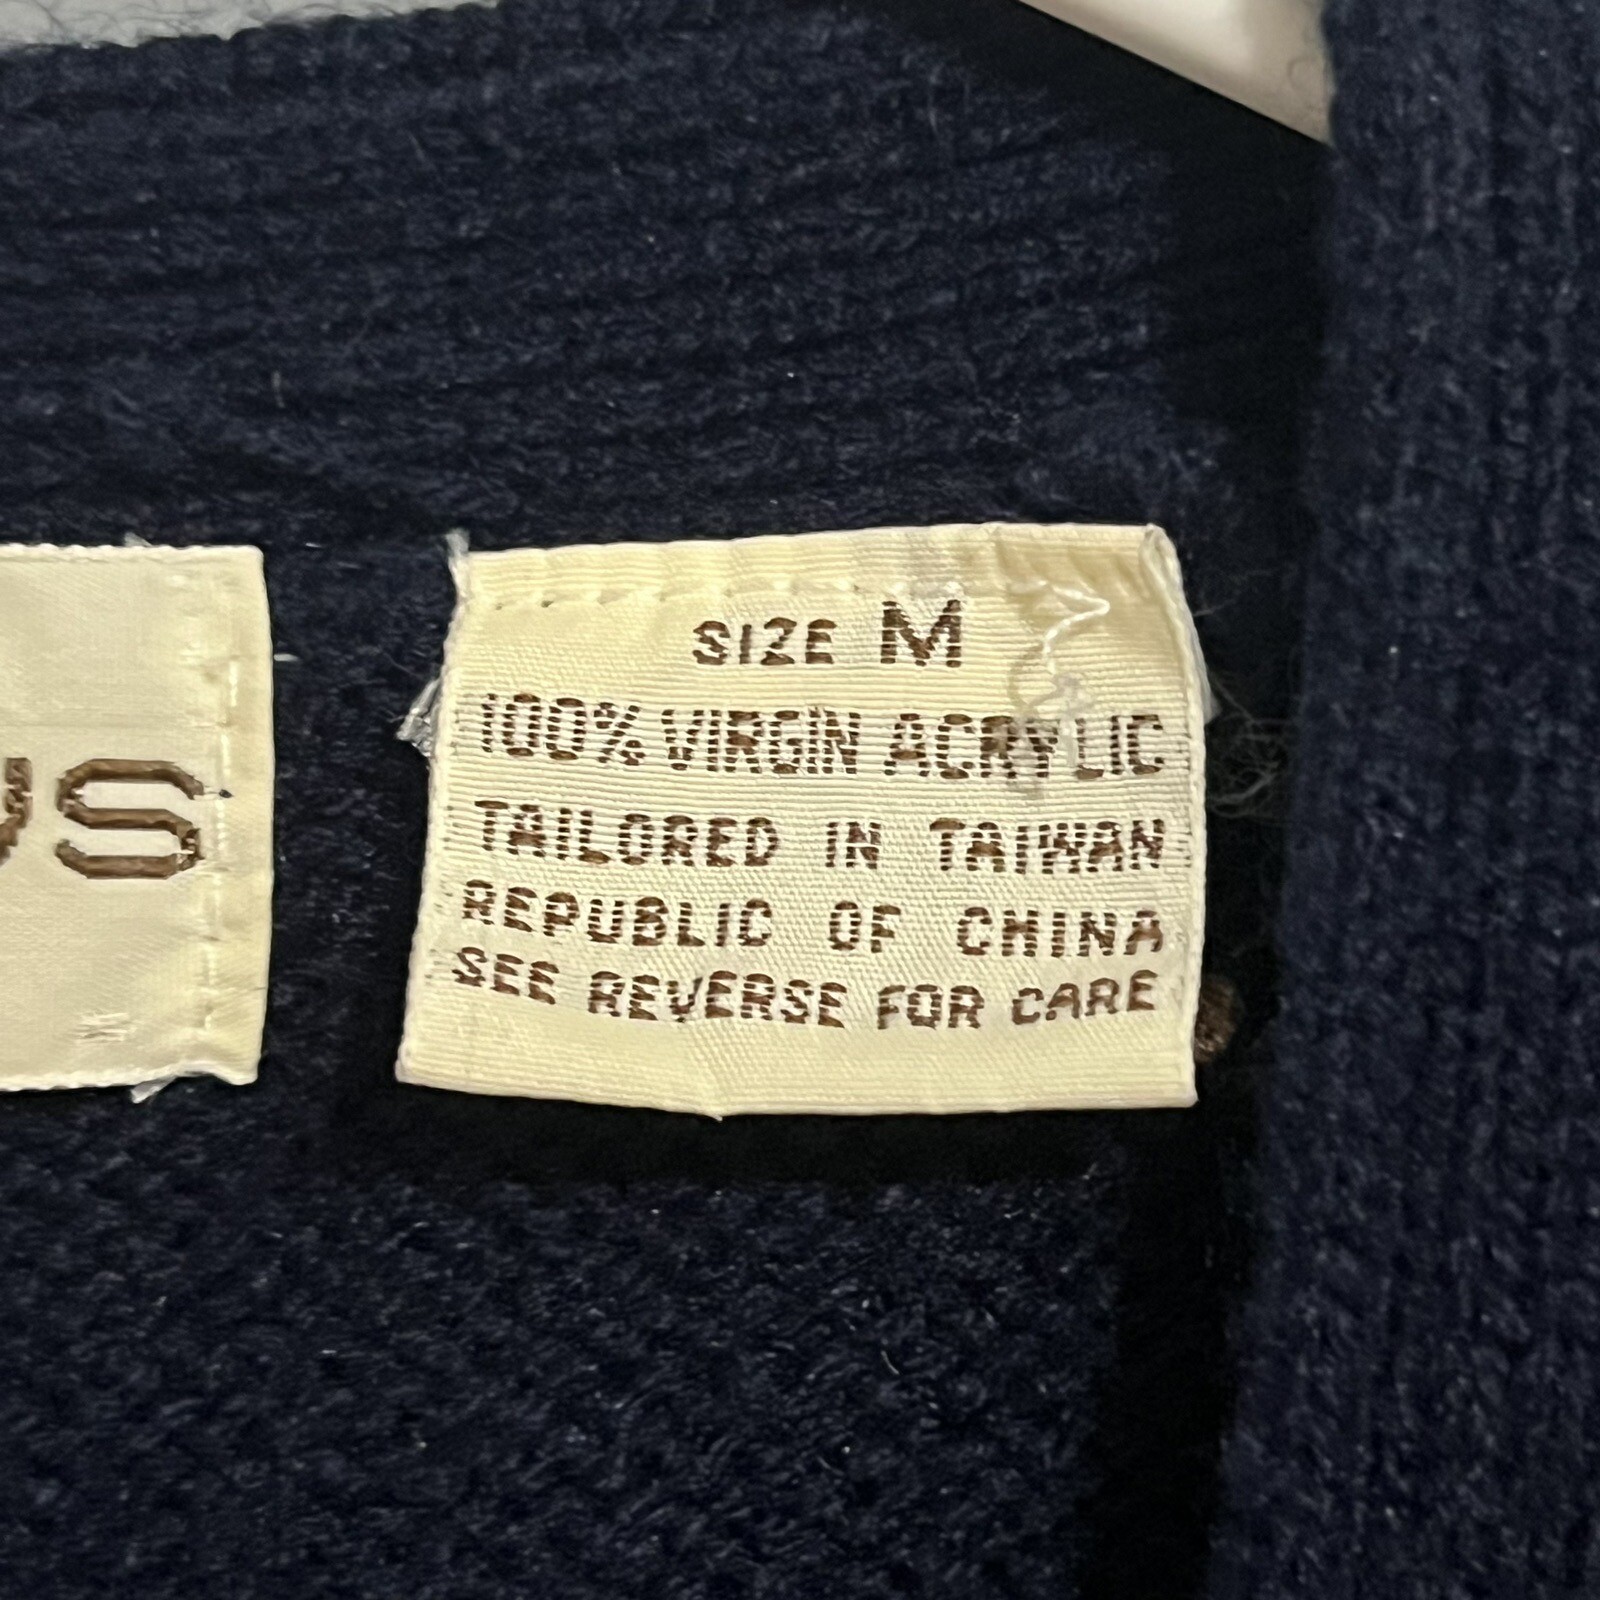 SIZE M
100% VIRGIN ACRYLIC
TAILORED IN TAIWAN
REPUBLIC OF CHINA
SEE REVERSE FOR CARE